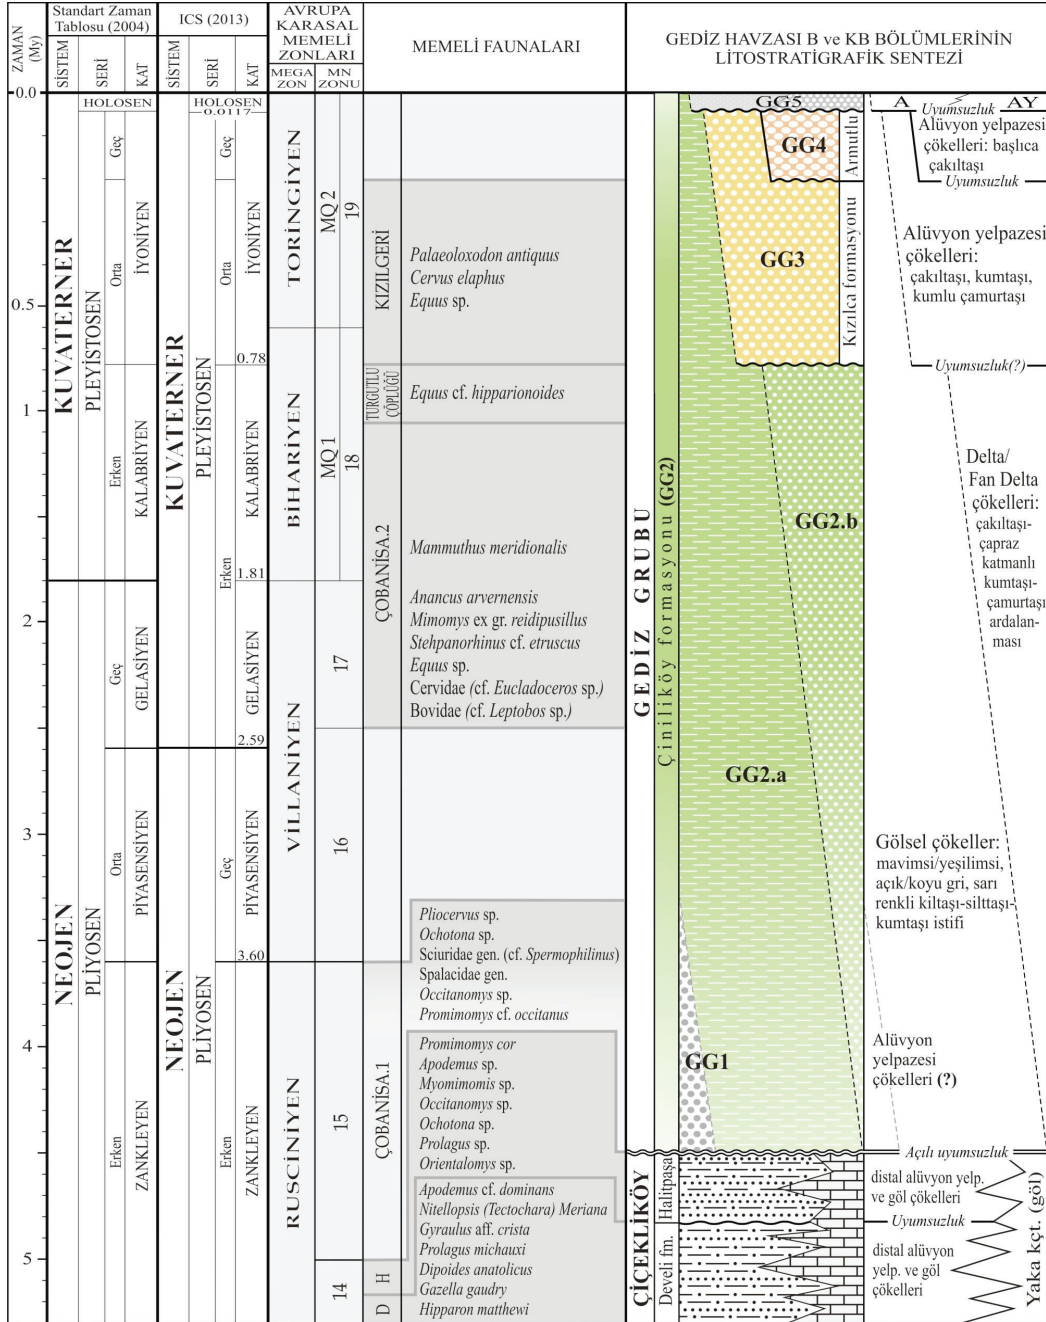 ZAMAN
(My)
Standart Zaman
Tablosu (2004)
SİSTEM
SERİ
KAT
ICS (2013)
SİSTEM
SERİ
KAT
AVRUPA
KARASAL
MEMELİ
ZONLARI
MEGA
ZON
MN
ZONU
MEMELİ FAUNALARI
GEDİZ HAVZASI B ve KB BÖLÜMLERİNİN
LİTOSTRATİGRAFİK SENTEZİ
0.0
0.5
1
2
3
4
5
KUVATERNER
NEOJEN
PLEYİSTOSEN
PLİYOSEN
HOLOSEN
Geç
Orta
Erken
Geç
Orta
Erken
İYONİYEN
KALABRİYEN
GELASİYEN
PİYASENSİYEN
ZANKLEYEN
KUVATERNER
NEOJEN
PLEYİSTOSEN
PLİYOSEN
HOLOSEN
0.0117
Geç
Orta
Erken
Geç
Erken
İYONİYEN
0.78
KALABRİYEN
1.81
GELASİYEN
2.59
PİYASENSİYEN
3.60
ZANKLEYEN
TORİNGİYEN
BİHARİYEN
VİLLANİYEN
RUSCİNİYEN
MQ 2
19
MQ 1
18
17
16
15
14
KIZILGERİ
Palaeoloxodon antiquus
Cervus elaphus
Equus sp.
TURGUTLU
ÇÖPLÜĞÜ
Equus cf. hipparionoides
ÇOBANİSA.2
Mammuthus meridionalis
Anancus arvernensis
Mimomys ex gr. reidipusillus
Stehpanorhinus cf. etruscus
Equus sp.
Cervidae (cf. Eucladoceros sp.)
Bovidae (cf. Leptobos sp.)
ÇOBANİSA.1
Pliocervus sp.
Ochotona sp.
Sciuridae gen. (cf. Spermophilinus)
Spalacidae gen.
Occitanomys sp.
Promimomys cf. occitanus
Promimomys cor
Apodemus sp.
Myomimomis sp.
Occitanomys sp.
Ochotona sp.
Prolagus sp.
Orientalomys sp.
H
D
Apodemus cf. dominans
Nitellopsis (Tectochara) Meriana
Gyraulus aff. crista
Prolagus michauxi
Dipoides anatolicus
Gazella gaudry
Hipparon matthewi
GEDİZ GRUBU
Çiniliköy formasyonu (GG2)
GG5
GG4
Armutlu
GG3
Kızılca formasyonu
GG2.b
GG2.a
GG1
ÇİÇEKLİKÖY
Halitpaşa
Develi fm.
A
AY
Uyumsuzluk
Alüvyon yelpazesi
çökelleri: başlıca
çakıltaşı
Uyumsuzluk
Alüvyon yelpazesi
çökelleri:
çakıltaşı, kumtaşı,
kumlu çamurtaşı
Uyumsuzluk(?)
Delta/
Fan Delta
çökelleri:
çakıltaşı-
çapraz
katmanlı
kumtaşı-
çamurtaşı
ardalan-
ması
Gölsel çökeller:
mavimsi/yeşilimsi,
açık/koyu gri, sarı
renkli kiltaşı-silttaşı-
kumtaşı istifi
Alüvyon
yelpazesi
çökelleri (?)
Açılı uyumsuzluk
distal alüvyon yelp.
ve göl çökelleri
Uyumsuzluk
distal alüvyon
yelp. ve göl
çökelleri
Yaka kçt. (göl)